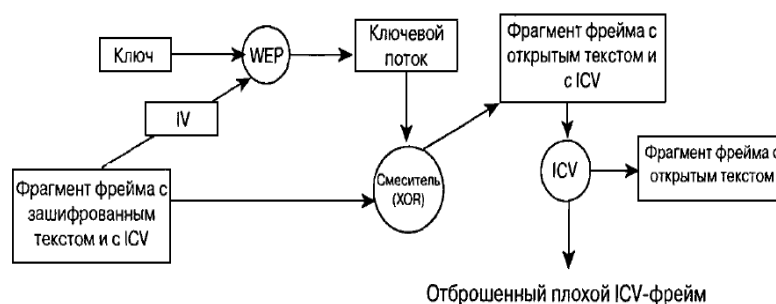 Ключ
WEP
Ключевой
поток
Фрагмент фрейма с
открытым текстом и
с ICV
IV
Фрагмент фрейма с
зашифрованным
текстом и с ICV
Смеситель
(XOR)
ICV
Фрагмент фрейма с
открытым текстом
Отброшенный плохой ICV-фрейм